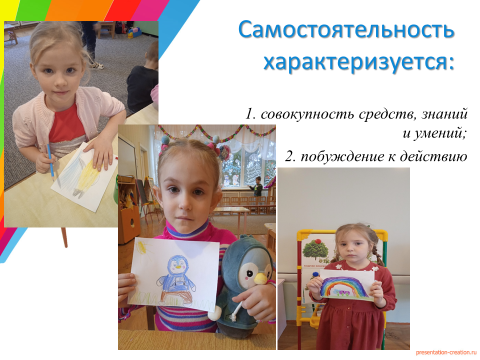 Самостоятельность
характеризуется:
1. совокупность средств, знаний
и умений;
2. побуждение к действию
presentation-creation.ru